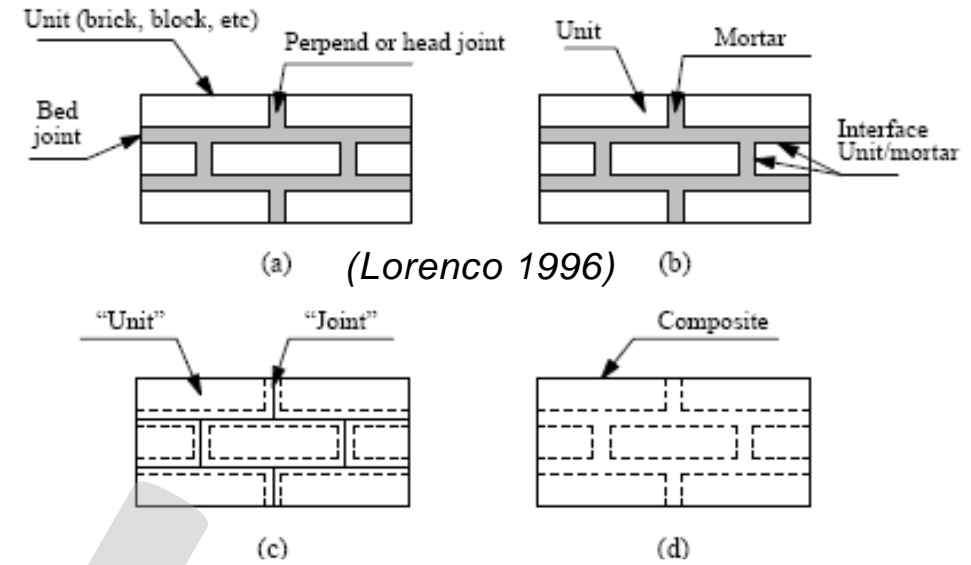 Unit (brick, block, etc)
Perpend or head joint
Bed
joint
(a)
Unit
Mortar
Interface
Unit/mortar
(b)
(Lorenco 1996)
“Unit”
“Joint”
(c)
Composite
(d)